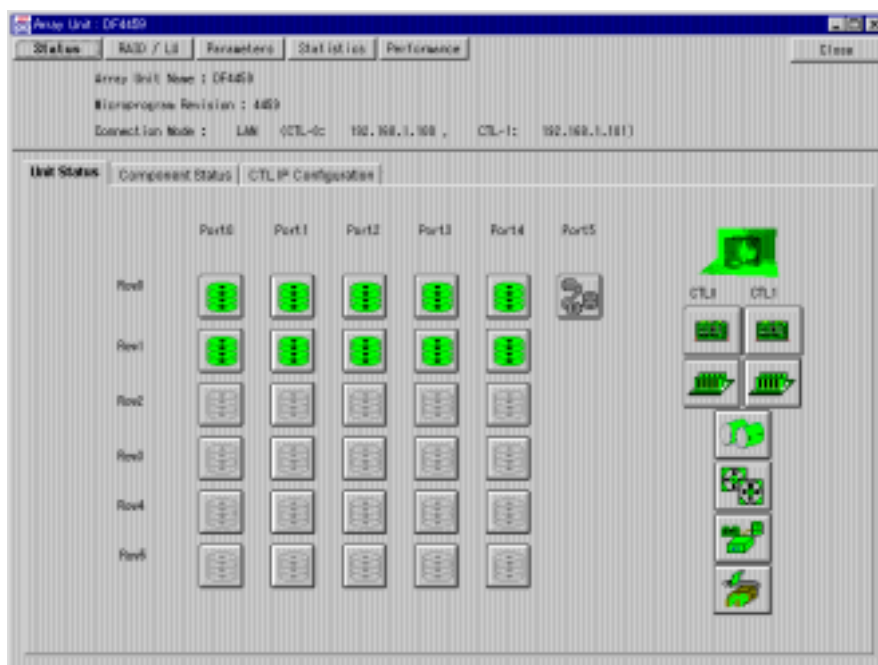 Array Unit : DF4459
Status RAID / LU Parameters Statistics Performance Close
Array Unit Name : DF4459
Microprogram Revision : 4459
Connection Mode : LAN (CTL-0: 192.168.1.100 , CTL-1: 192.168.1.101)
Unit Status Component Status CTL IP Configuration
Port0 Port1 Port2 Port3 Port4 Port5
Row0
CTL0 CTL1
Row1
Row2
Row3
Row4
Row5